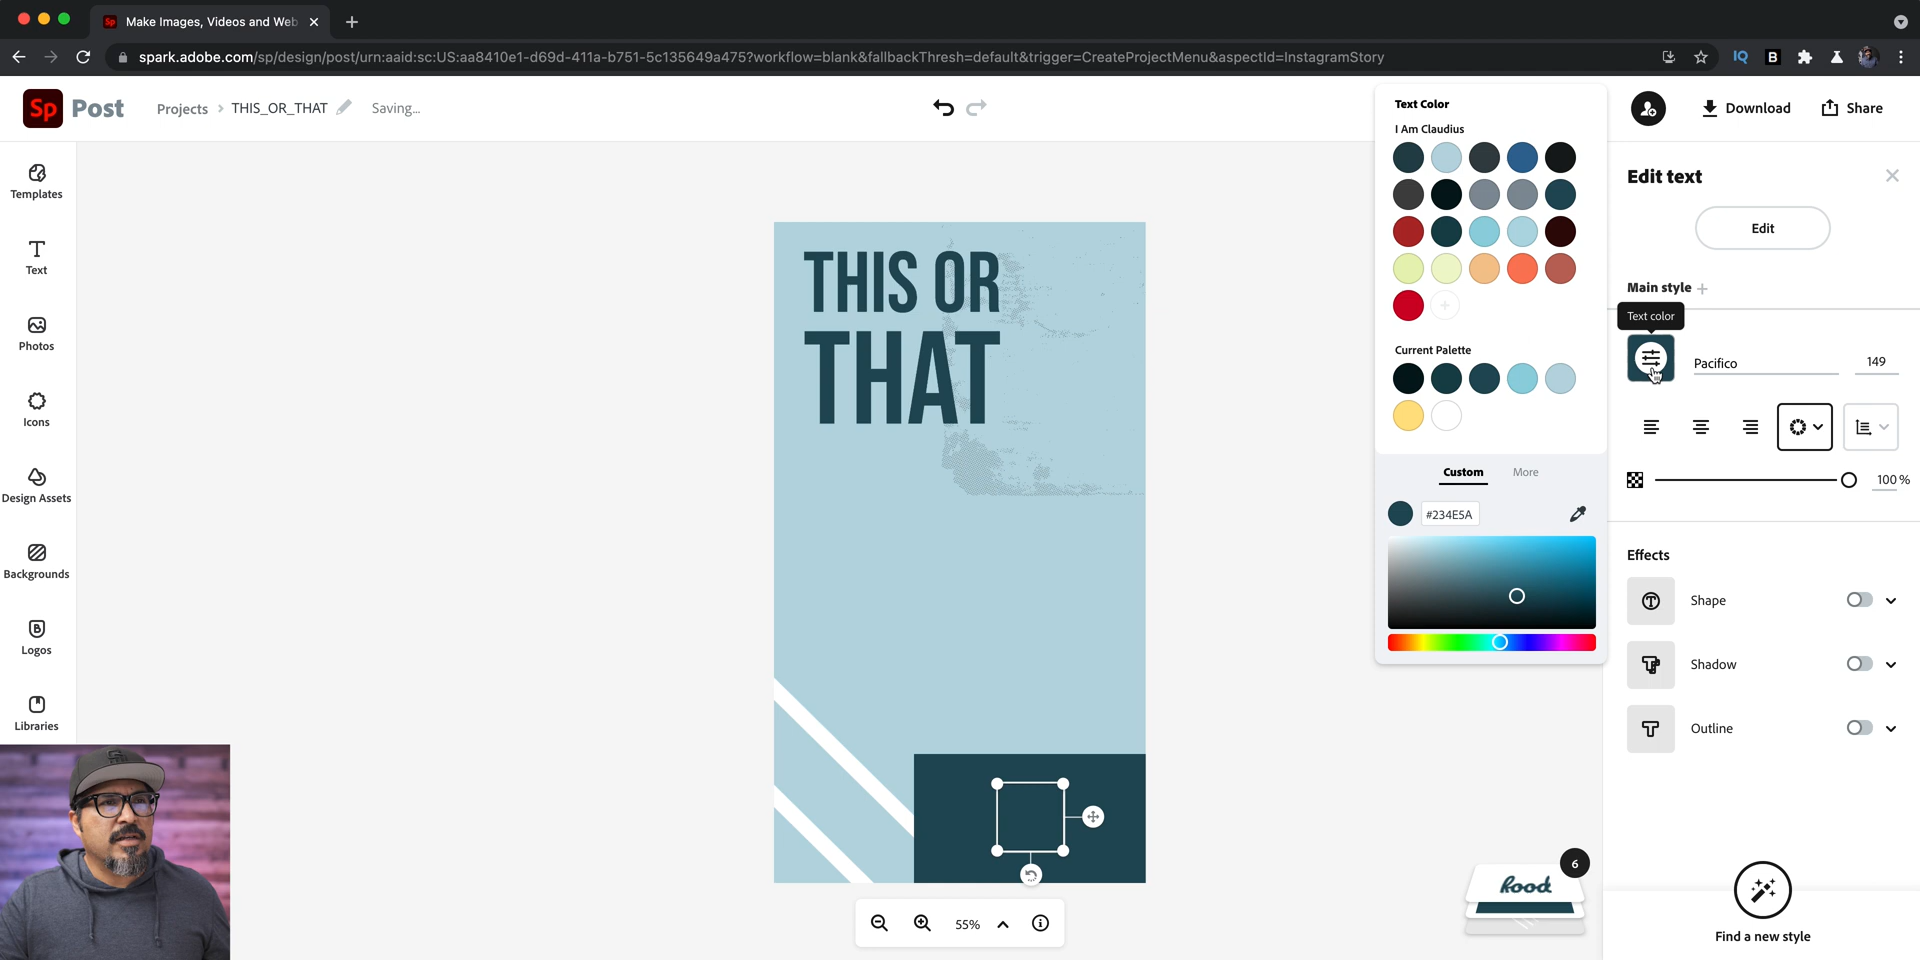 Sp Make Images, Videos and Web
spark.adobe.com/sp/design/post/urn:aaid:sc:US:aa8410e1-d69d-411a-b751-5c135649a475?workflow=blank&fallbackThresh=default&trigger=CreateProjectMenu&aspectId=InstagramStory
IQ
B
Sp Post
Projects > THIS_OR_THAT
Saving...
Download
Share
Templates
Text
Photos
Icons
Design Assets
Backgrounds
Logos
Libraries
THIS OR
THAT
55%
Text Color
I Am Claudius
Current Palette
Custom More
#234E5A
6
hood
Edit text
Edit
Main style +
Text color
Pacifico 149
100 %
Effects
Shape
Shadow
Outline
Find a new style